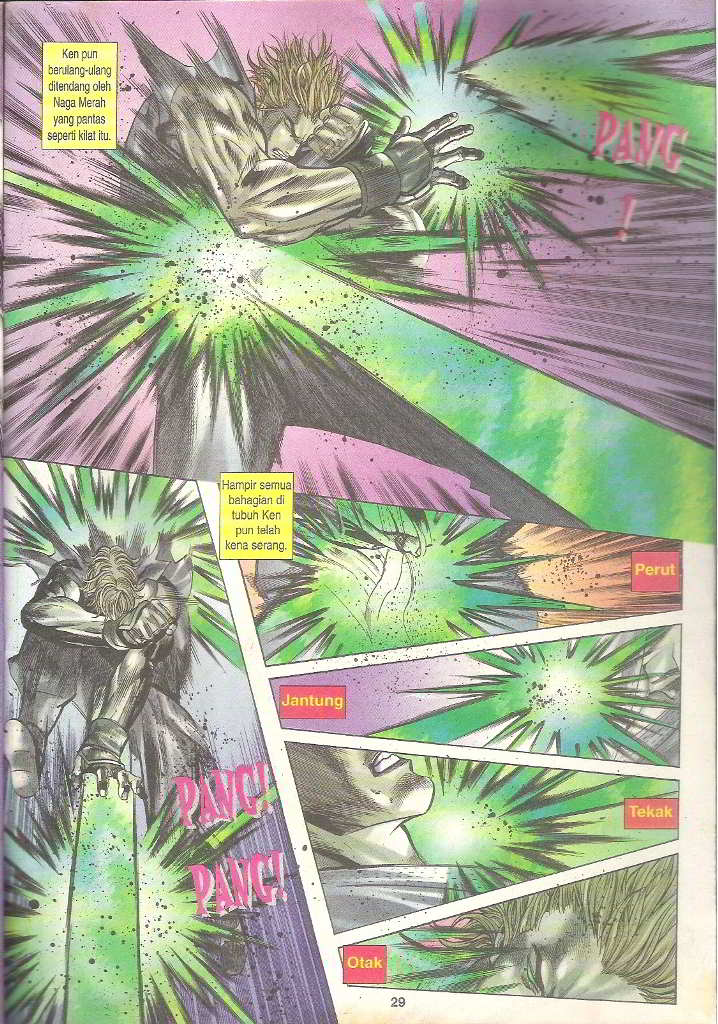 Ken pun
berulang-ulang
ditendang oleh
Naga Merah
yang pantas
seperti kilat itu.
PANG
!
Hampir semua
bahagian di
tubuh Ken
pun telah
kena serang.
Perut
Jantung
PANG!
PANG!
Tekak
Otak
29